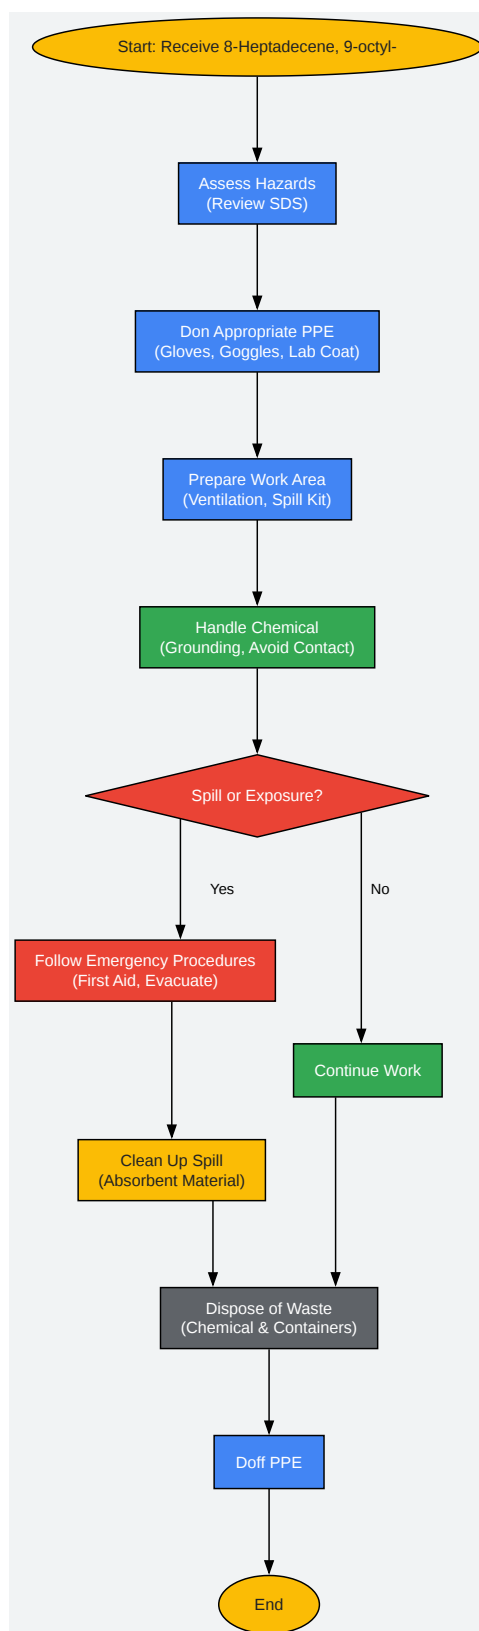 Start: Receive 8-Heptadecene, 9-octyl-
Assess Hazards
(Review SDS)
Don Appropriate PPE
(Gloves, Goggles, Lab Coat)
Prepare Work Area
(Ventilation, Spill Kit)
Handle Chemical
(Grounding, Avoid Contact)
Spill or Exposure?
Yes
No
Follow Emergency Procedures
(First Aid, Evacuate)
Continue Work
Clean Up Spill
(Absorbent Material)
Dispose of Waste
(Chemical & Containers)
Doff PPE
End